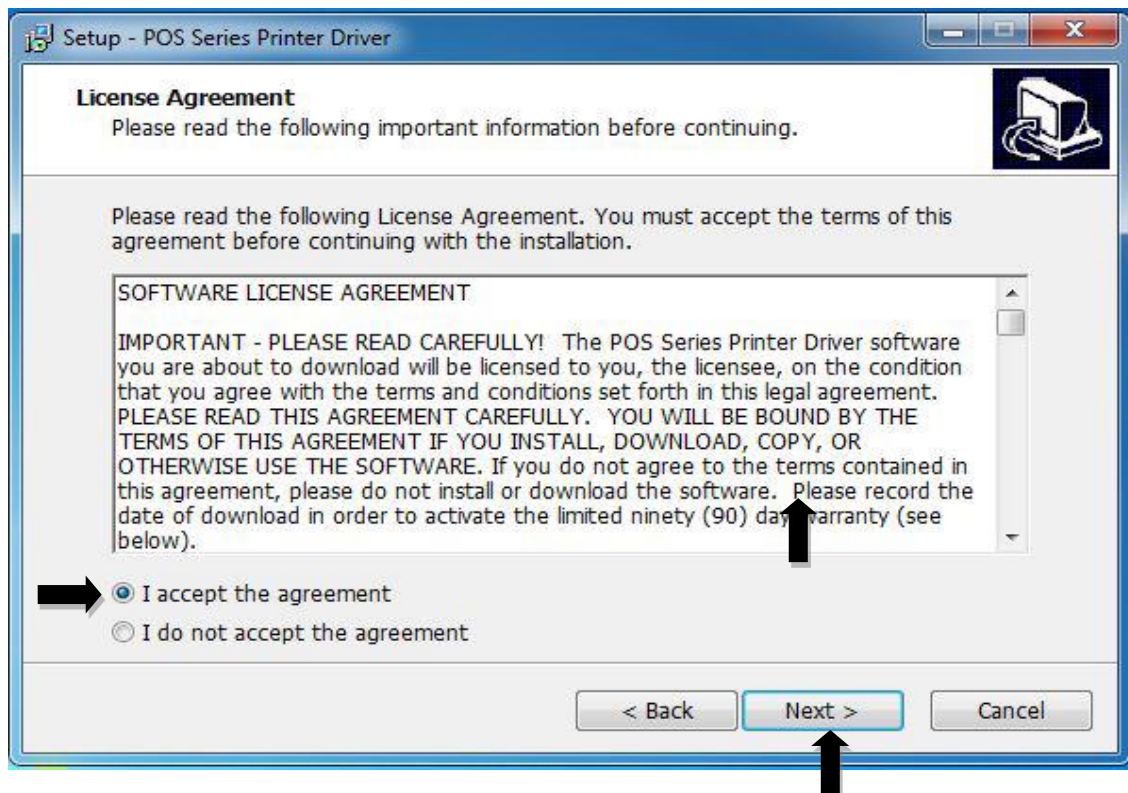 Setup - POS Series Printer Driver
License Agreement
Please read the following important information before continuing.
Please read the following License Agreement. You must accept the terms of this
agreement before continuing with the installation.
SOFTWARE LICENSE AGREEMENT
IMPORTANT - PLEASE READ CAREFULLY!  The POS Series Printer Driver software
you are about to download will be licensed to you, the licensee, on the condition
that you agree with the terms and conditions set forth in this legal agreement.
PLEASE READ THIS AGREEMENT CAREFULLY.  YOU WILL BE BOUND BY THE
TERMS OF THIS AGREEMENT IF YOU INSTALL, DOWNLOAD, COPY, OR
OTHERWISE USE THE SOFTWARE. If you do not agree to the terms contained in
this agreement, please do not install or download the software.  Please record the
date of download in order to activate the limited ninety (90) day warranty (see
below).
I accept the agreement
I do not accept the agreement
< Back
Next >
Cancel